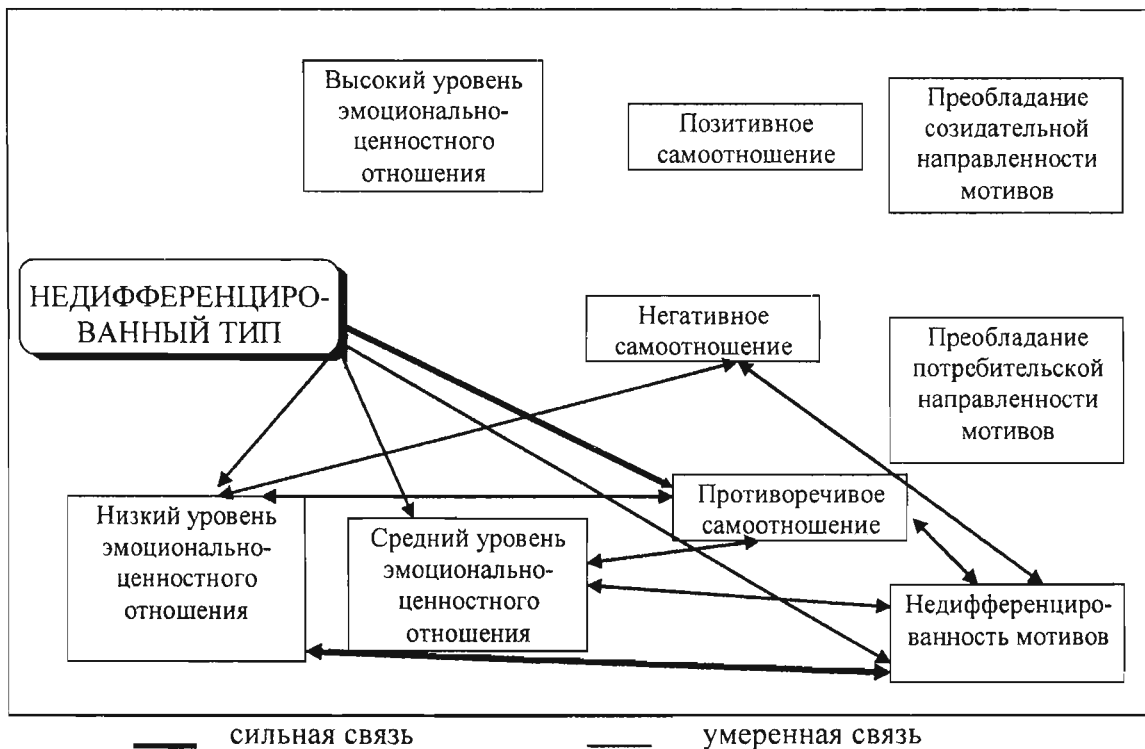 Высокий уровень
эмоционально-
ценностного
отношения
Позитивное
самоотношение
Преобладание
созидательной
направленности
мотивов
НЕДИФФЕРЕНЦИРО-
ВАННЫЙ ТИП
Негативное
самоотношение
Преобладание
потребительской
направленности
мотивов
Низкий уровень
эмоционально-
ценностного
отношения
Средний уровень
эмоционально-
ценностного
отношения
Противоречивое
самоотношение
Недифференциро-
ванность мотивов
сильная связь
умеренная связь